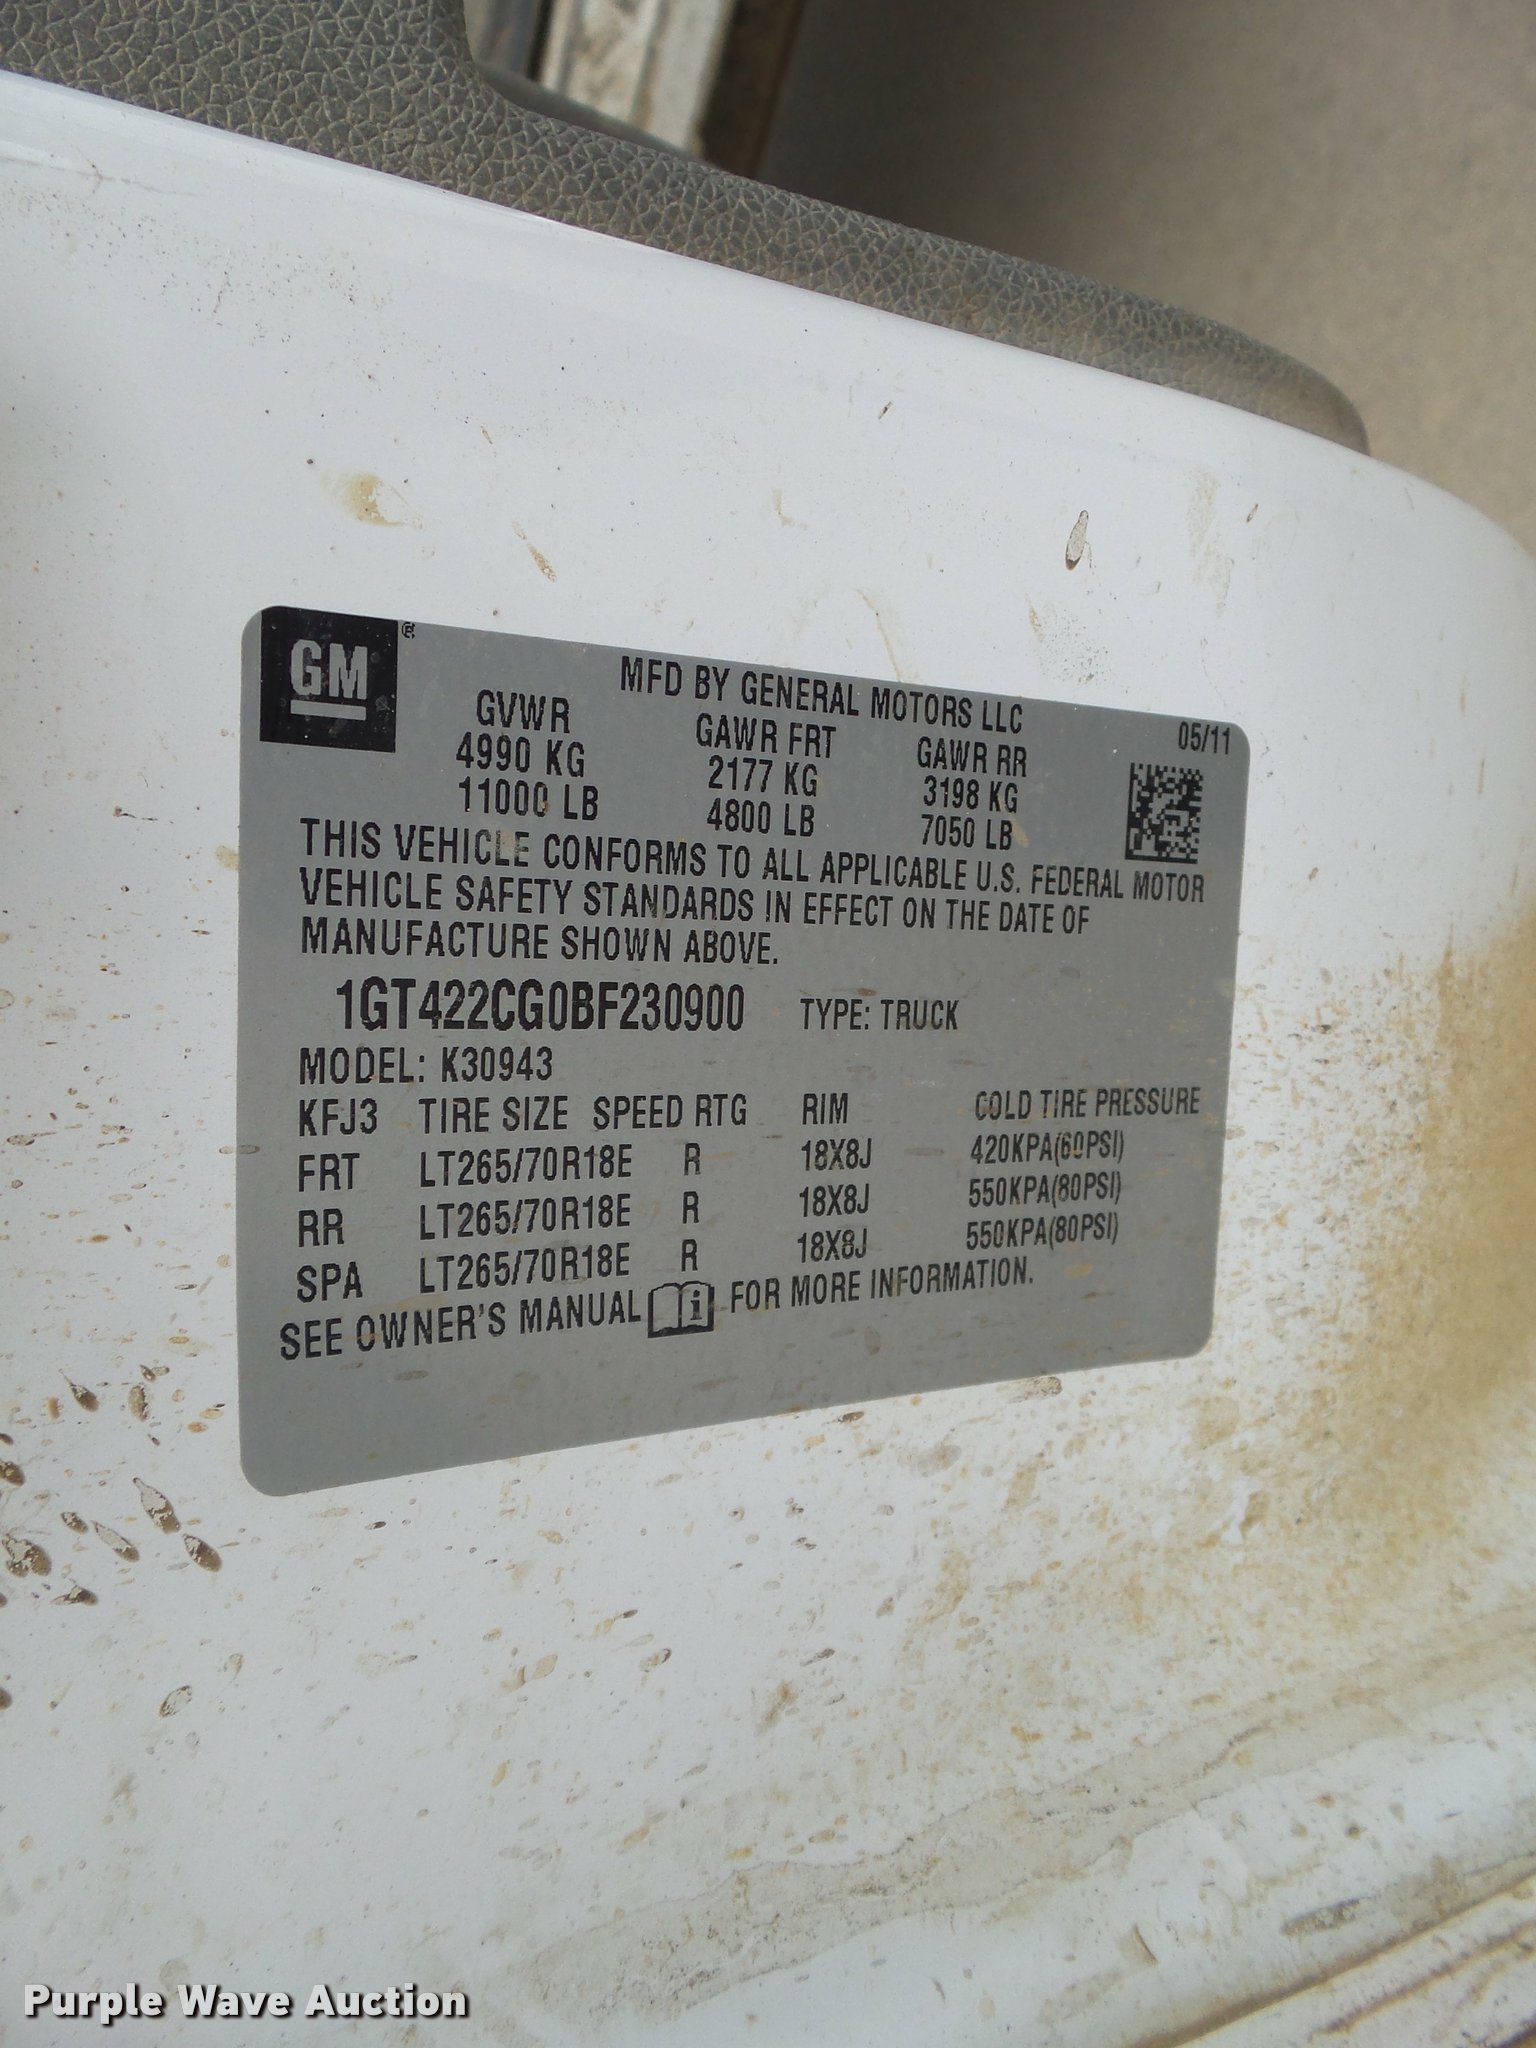 GM ®
MFD BY GENERAL MOTORS LLC
05/11
GVWR GAWR FRT GAWR RR
4990 KG 2177 KG 3198 KG
11000 LB 4800 LB 7050 LB
THIS VEHICLE CONFORMS TO ALL APPLICABLE U.S. FEDERAL MOTOR
VEHICLE SAFETY STANDARDS IN EFFECT ON THE DATE OF
MANUFACTURE SHOWN ABOVE.
1GT422CG0BF230900 TYPE: TRUCK
MODEL: K30943
KFJ3 TIRE SIZE SPEED RTG RIM COLD TIRE PRESSURE
FRT LT265/70R18E R 18X8J 420KPA(60PSI)
RR LT265/70R18E R 18X8J 550KPA(80PSI)
SPA LT265/70R18E R 18X8J 550KPA(80PSI)
SEE OWNER'S MANUAL i FOR MORE INFORMATION.
Purple Wave Auction